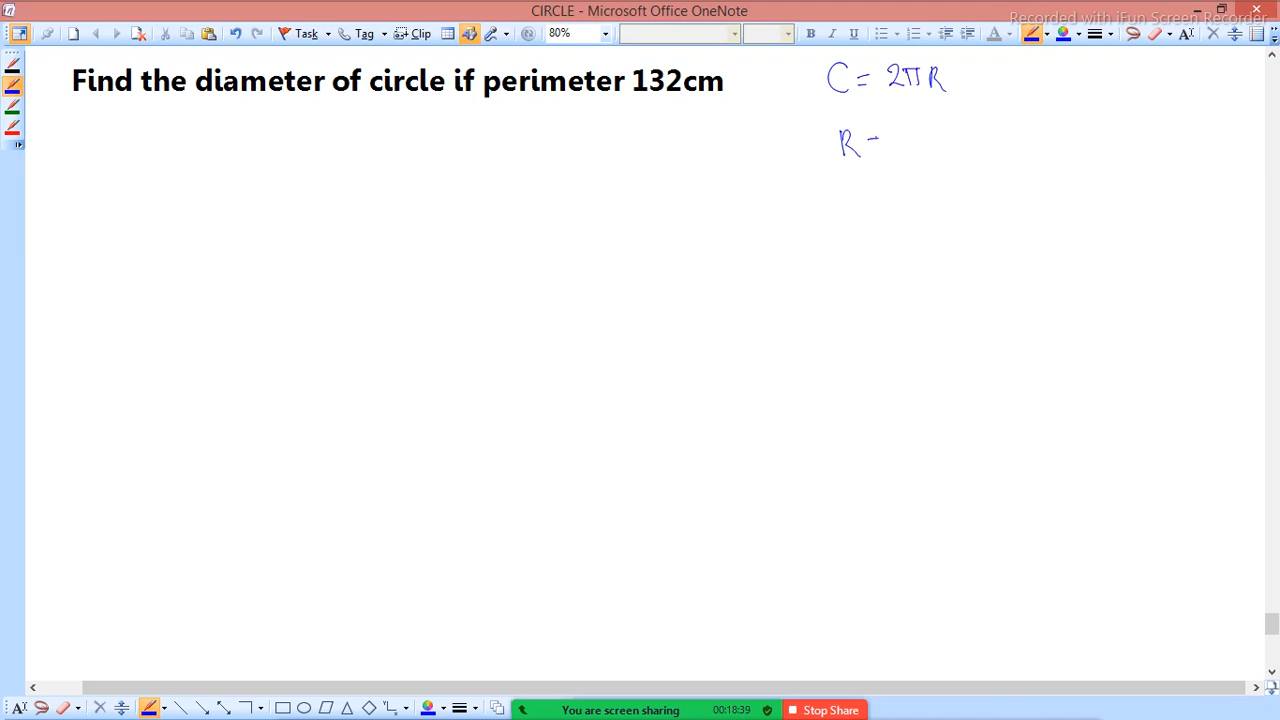 CIRCLE - Microsoft Office OneNote
Recorded with iFun Screen Recorder
Task
Tag
Clip
80%
B I U
A
A
Find the diameter of circle if perimeter 132cm
C = 2πR
R -
A
You are screen sharing
00:18:39
Stop Share